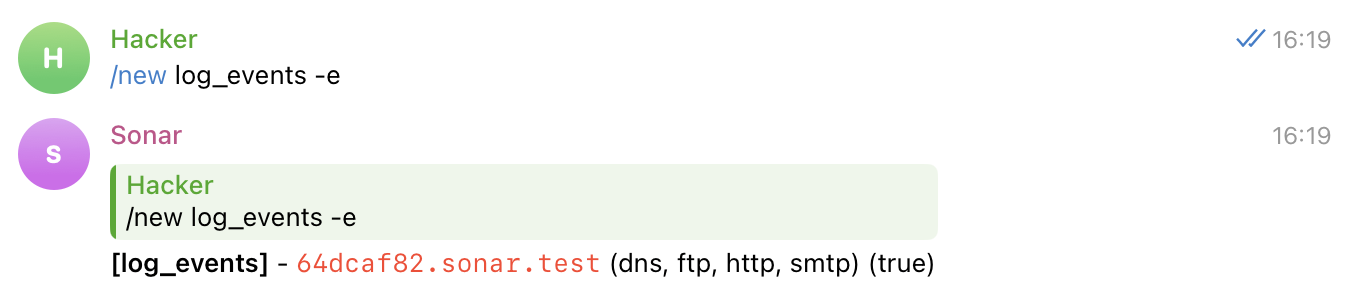 H
Hacker
16:19
/new log_events -e
S
Sonar
16:19
Hacker
/new log_events -e
[log_events] - 64dcaf82.sonar.test (dns, ftp, http, smtp) (true)